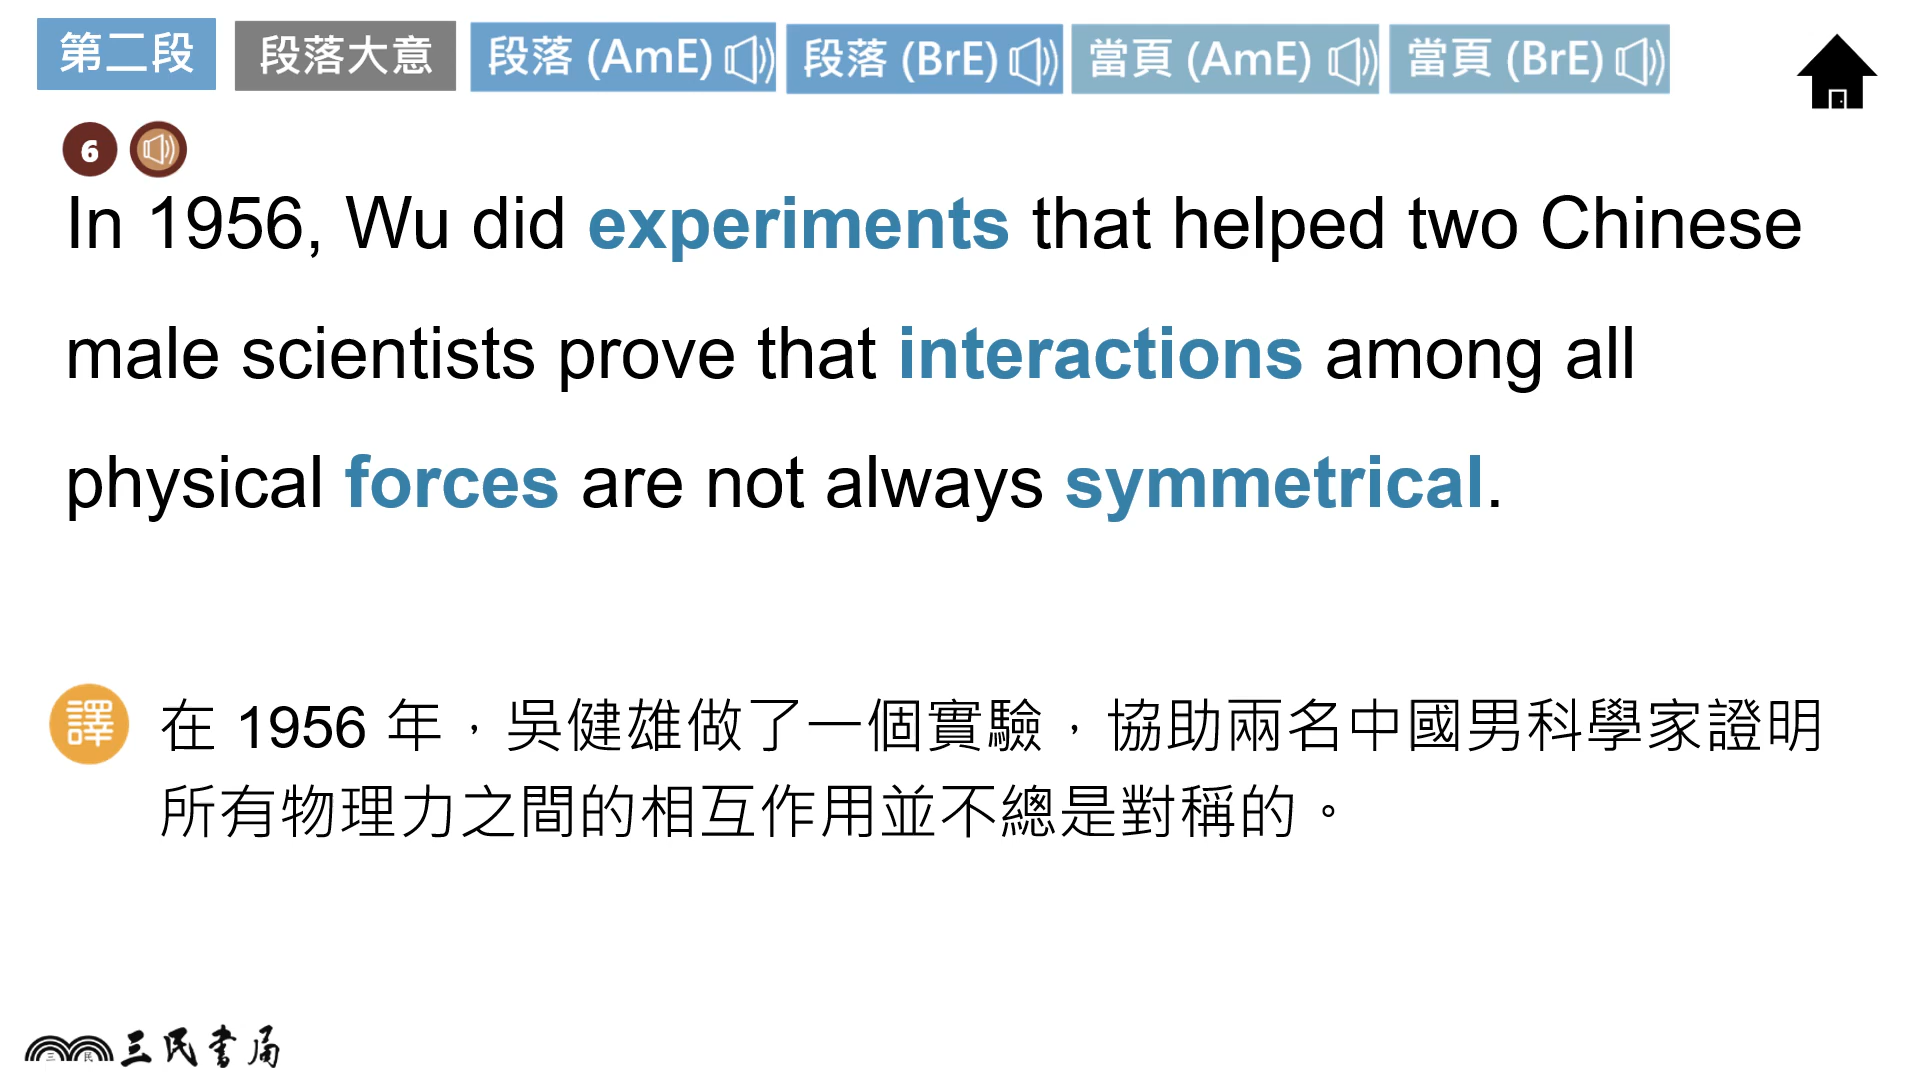 第二段 段落大意 段落 (AmE) 段落 (BrE) 當頁 (AmE) 當頁 (BrE)
6
In 1956, Wu did experiments that helped two Chinese
male scientists prove that interactions among all
physical forces are not always symmetrical.
譯 在 1956 年，吳健雄做了一個實驗，協助兩名中國男科學家證明
所有物理力之間的相互作用並不總是對稱的。
三民 三民書局